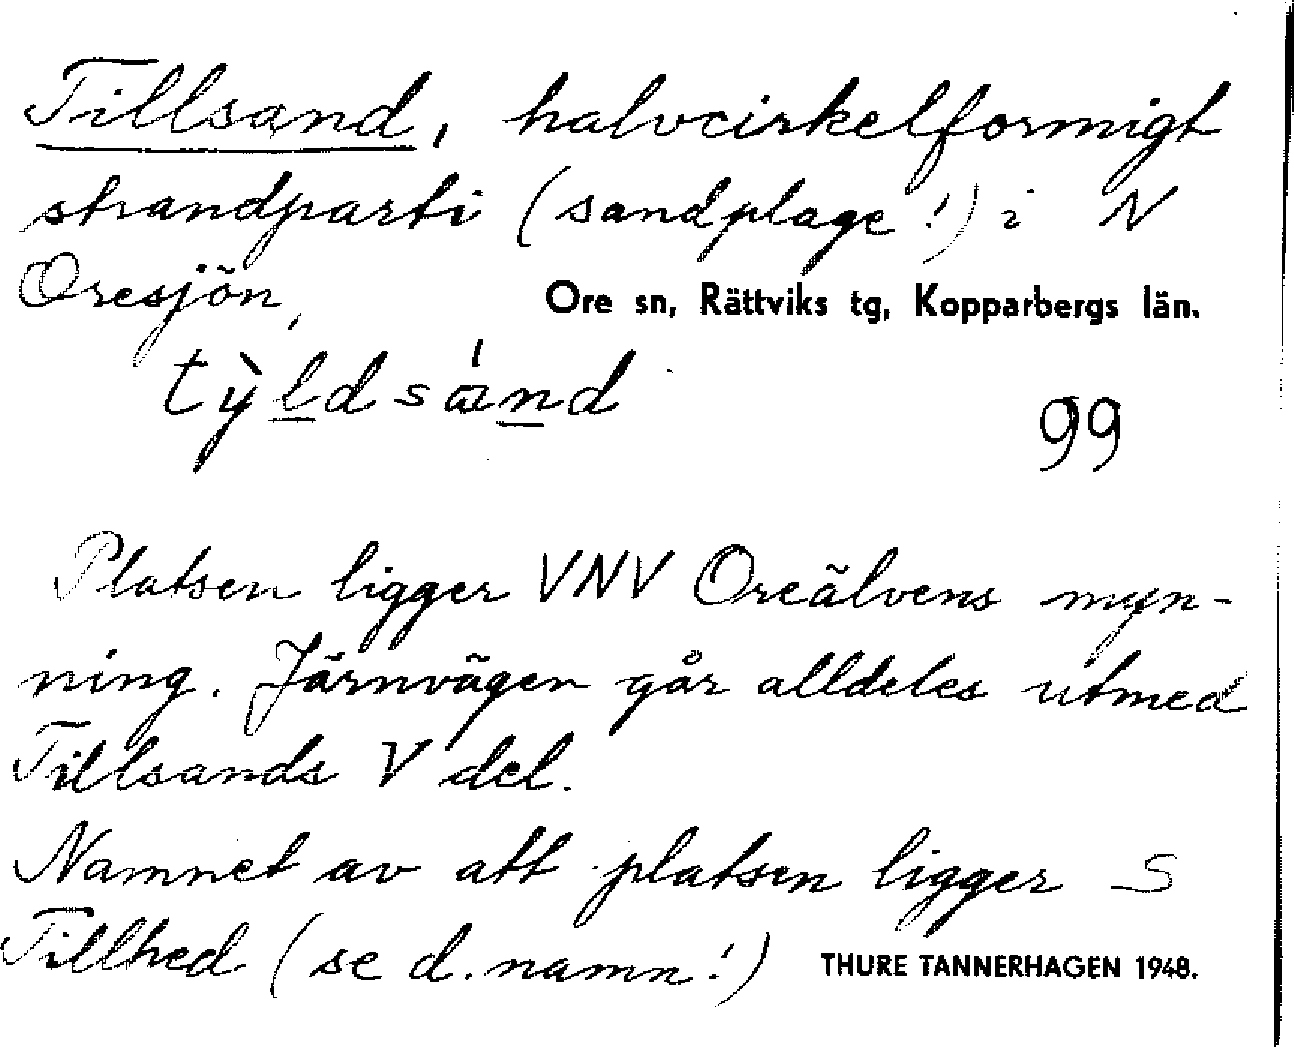 Tillsand, halvcirkelformigt
strandparti (sandplage!) i N
Oresjön,
Ore sn, Rättviks tg, Kopparbergs län.
tỳldsánd
99
Platsen ligger VNV Oreälvens myn-
ning. Järnvägen går alldeles utmed
Tillsands V del.
Namnet av att platsen ligger S
Tillhed (se d. namn!)
THURE TANNERHAGEN 1948.